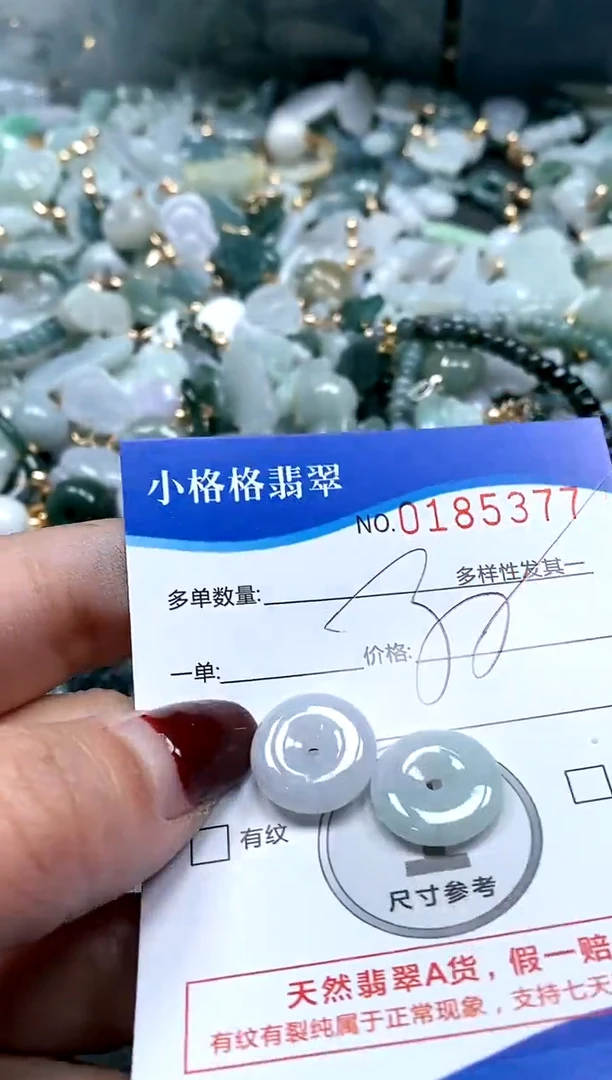 小格格翡翠
NO.0185377
多单数量: 多样性发其一
一单: 价格:
有纹
尺寸参考
天然翡翠A货，假一赔
有纹有裂纯属于正常现象，支持七天